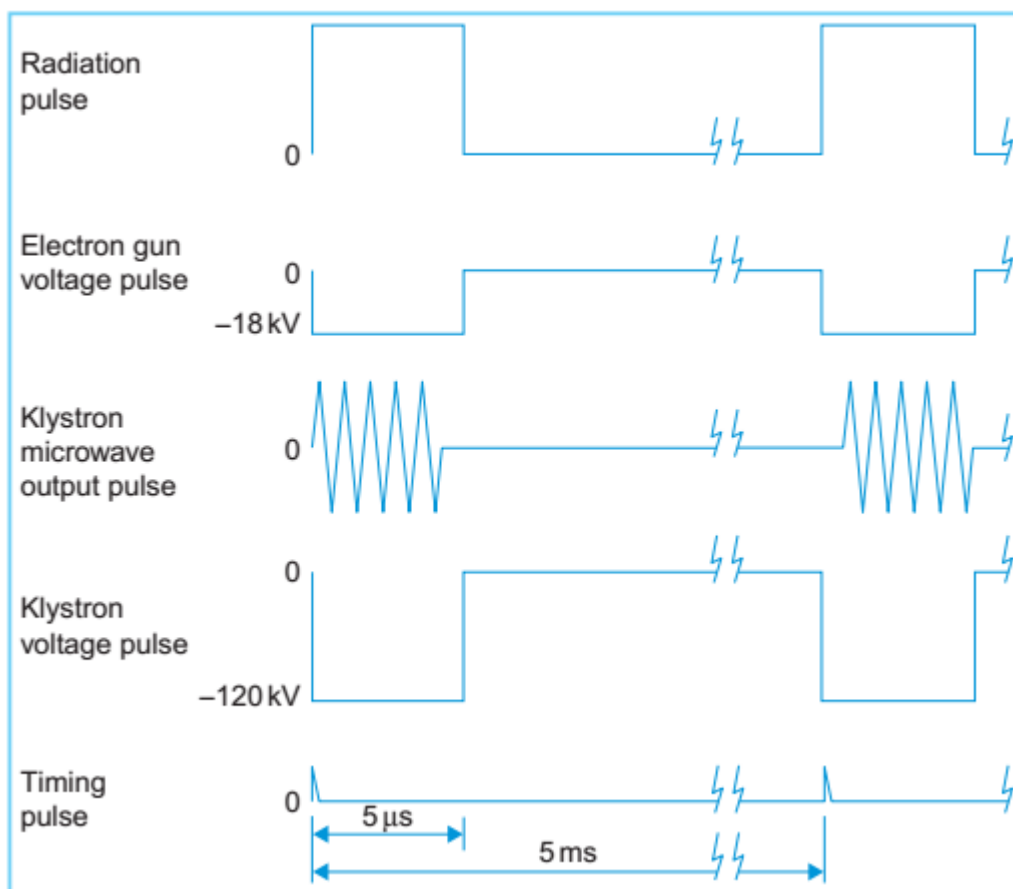 Radiation
pulse
0
Electron gun
voltage pulse
0
–18 kV
Klystron
microwave
output pulse
0
0
Klystron
voltage pulse
–120 kV
Timing
pulse
0
5 μs
5 ms